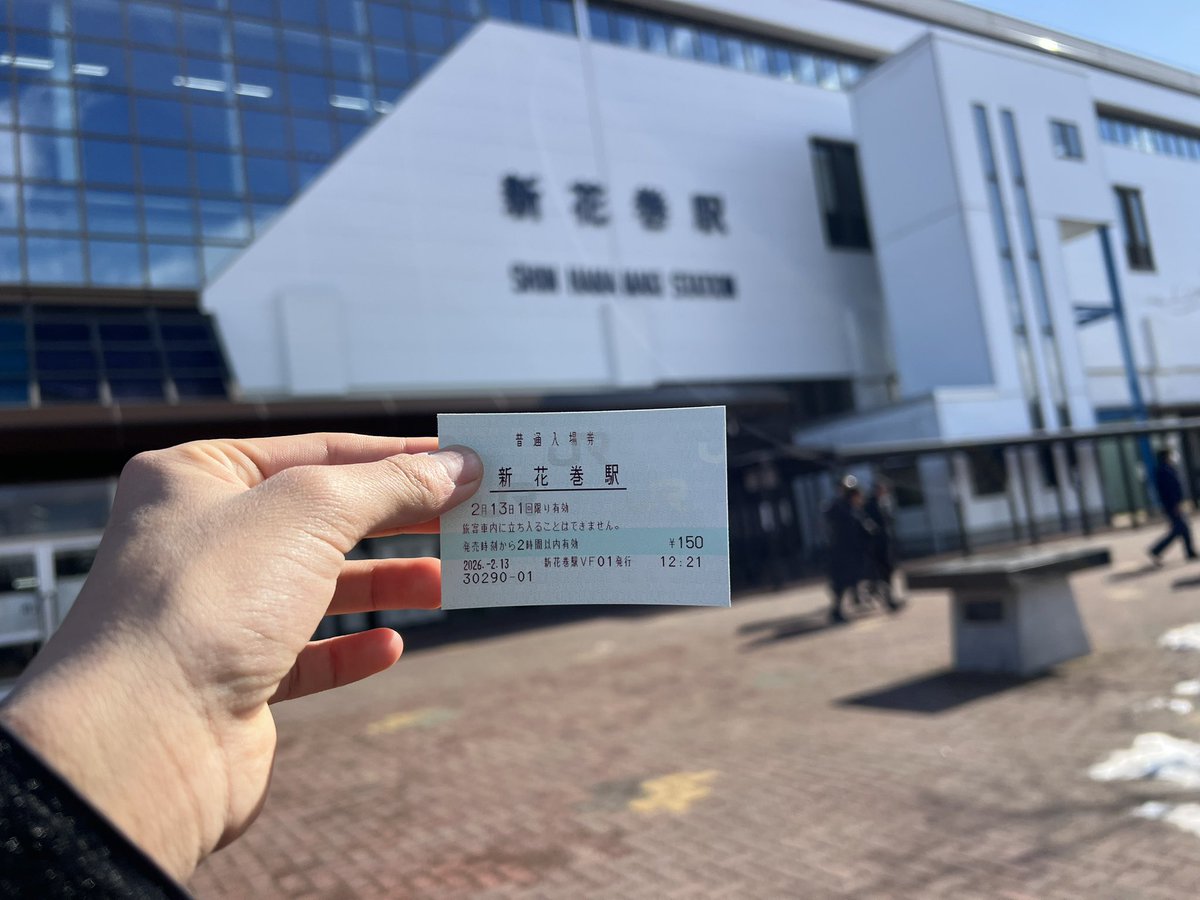 新花巻駅
SHIN HANAMAKI STATION
普通入場券
新花巻駅
2月13日1回限り有効
旅客車内に立ち入ることはできません。
発売時刻から2時間以内有効 ¥150
2026.-2.13 新花巻駅VF01発行 12:21
30290-01